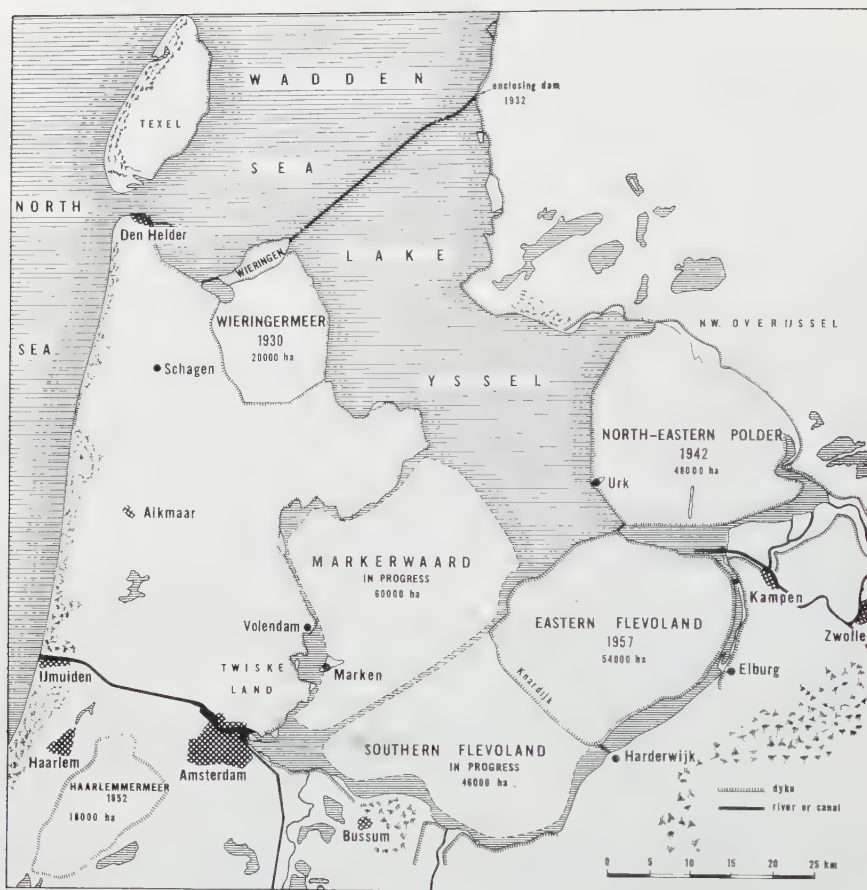 WADDEN
enclosing dam
1932
TEXEL
SEA
NORTH
Den Helder
WIERINGEN
LAKE
WIERINGERMEER
1930
20000 ha
NW. OVERIJSSEL
SEA
Schagen
YSSEL
NORTH-EASTERN POLDER
1942
48000 ha
Urk
Alkmaar
MARKERWAARD
IN PROGRESS
60000 ha
Kampen
EASTERN FLEVOLAND
1957
54000 ha
Volendam
Zwolle
TWISKE
LAND
Marken
Knardijk
Elburg
IJmuiden
SOUTHERN FLEVOLAND
IN PROGRESS
46000 ha
Harderwijk
Haarlem
Amsterdam
HAARLEMMERMEER
1852
18000 ha
Bussum
dyke
river or canal
0 5 10 15 20 25 km